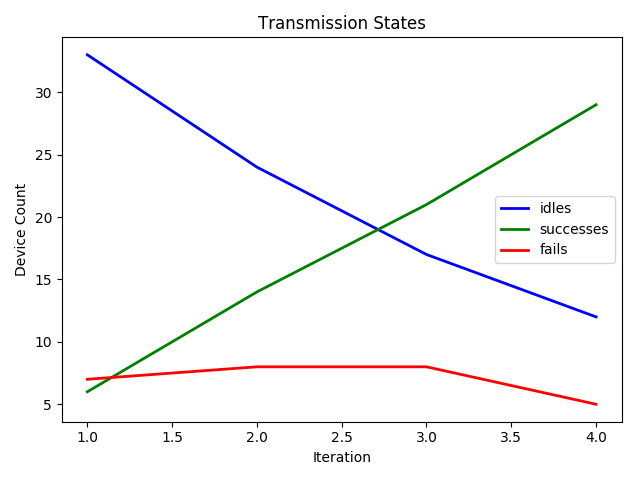 Transmission States
Device Count
30
25
20
15
10
5
idles
successes
fails
1.0 1.5 2.0 2.5 3.0 3.5 4.0
Iteration